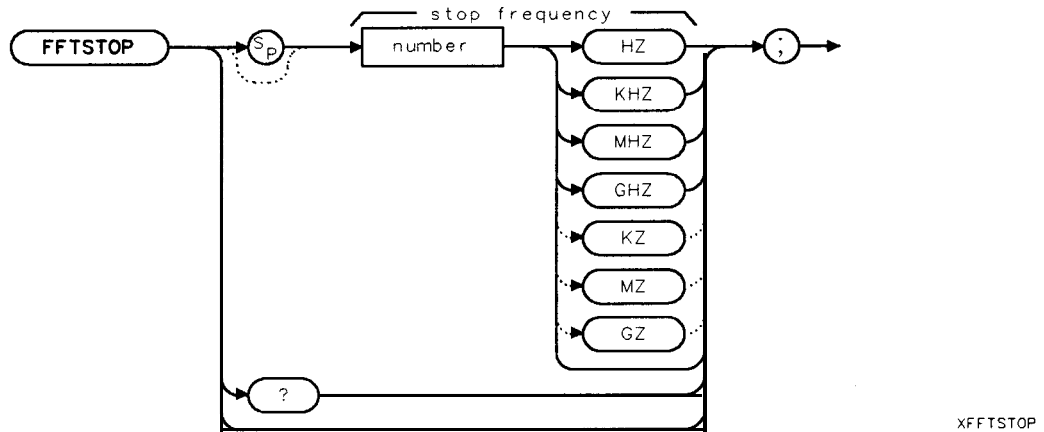 stop frequency
FFTSTOP
SP
number
HZ
;
KHZ
MHZ
GHZ
KZ
MZ
GZ
?
XFFTSTOP